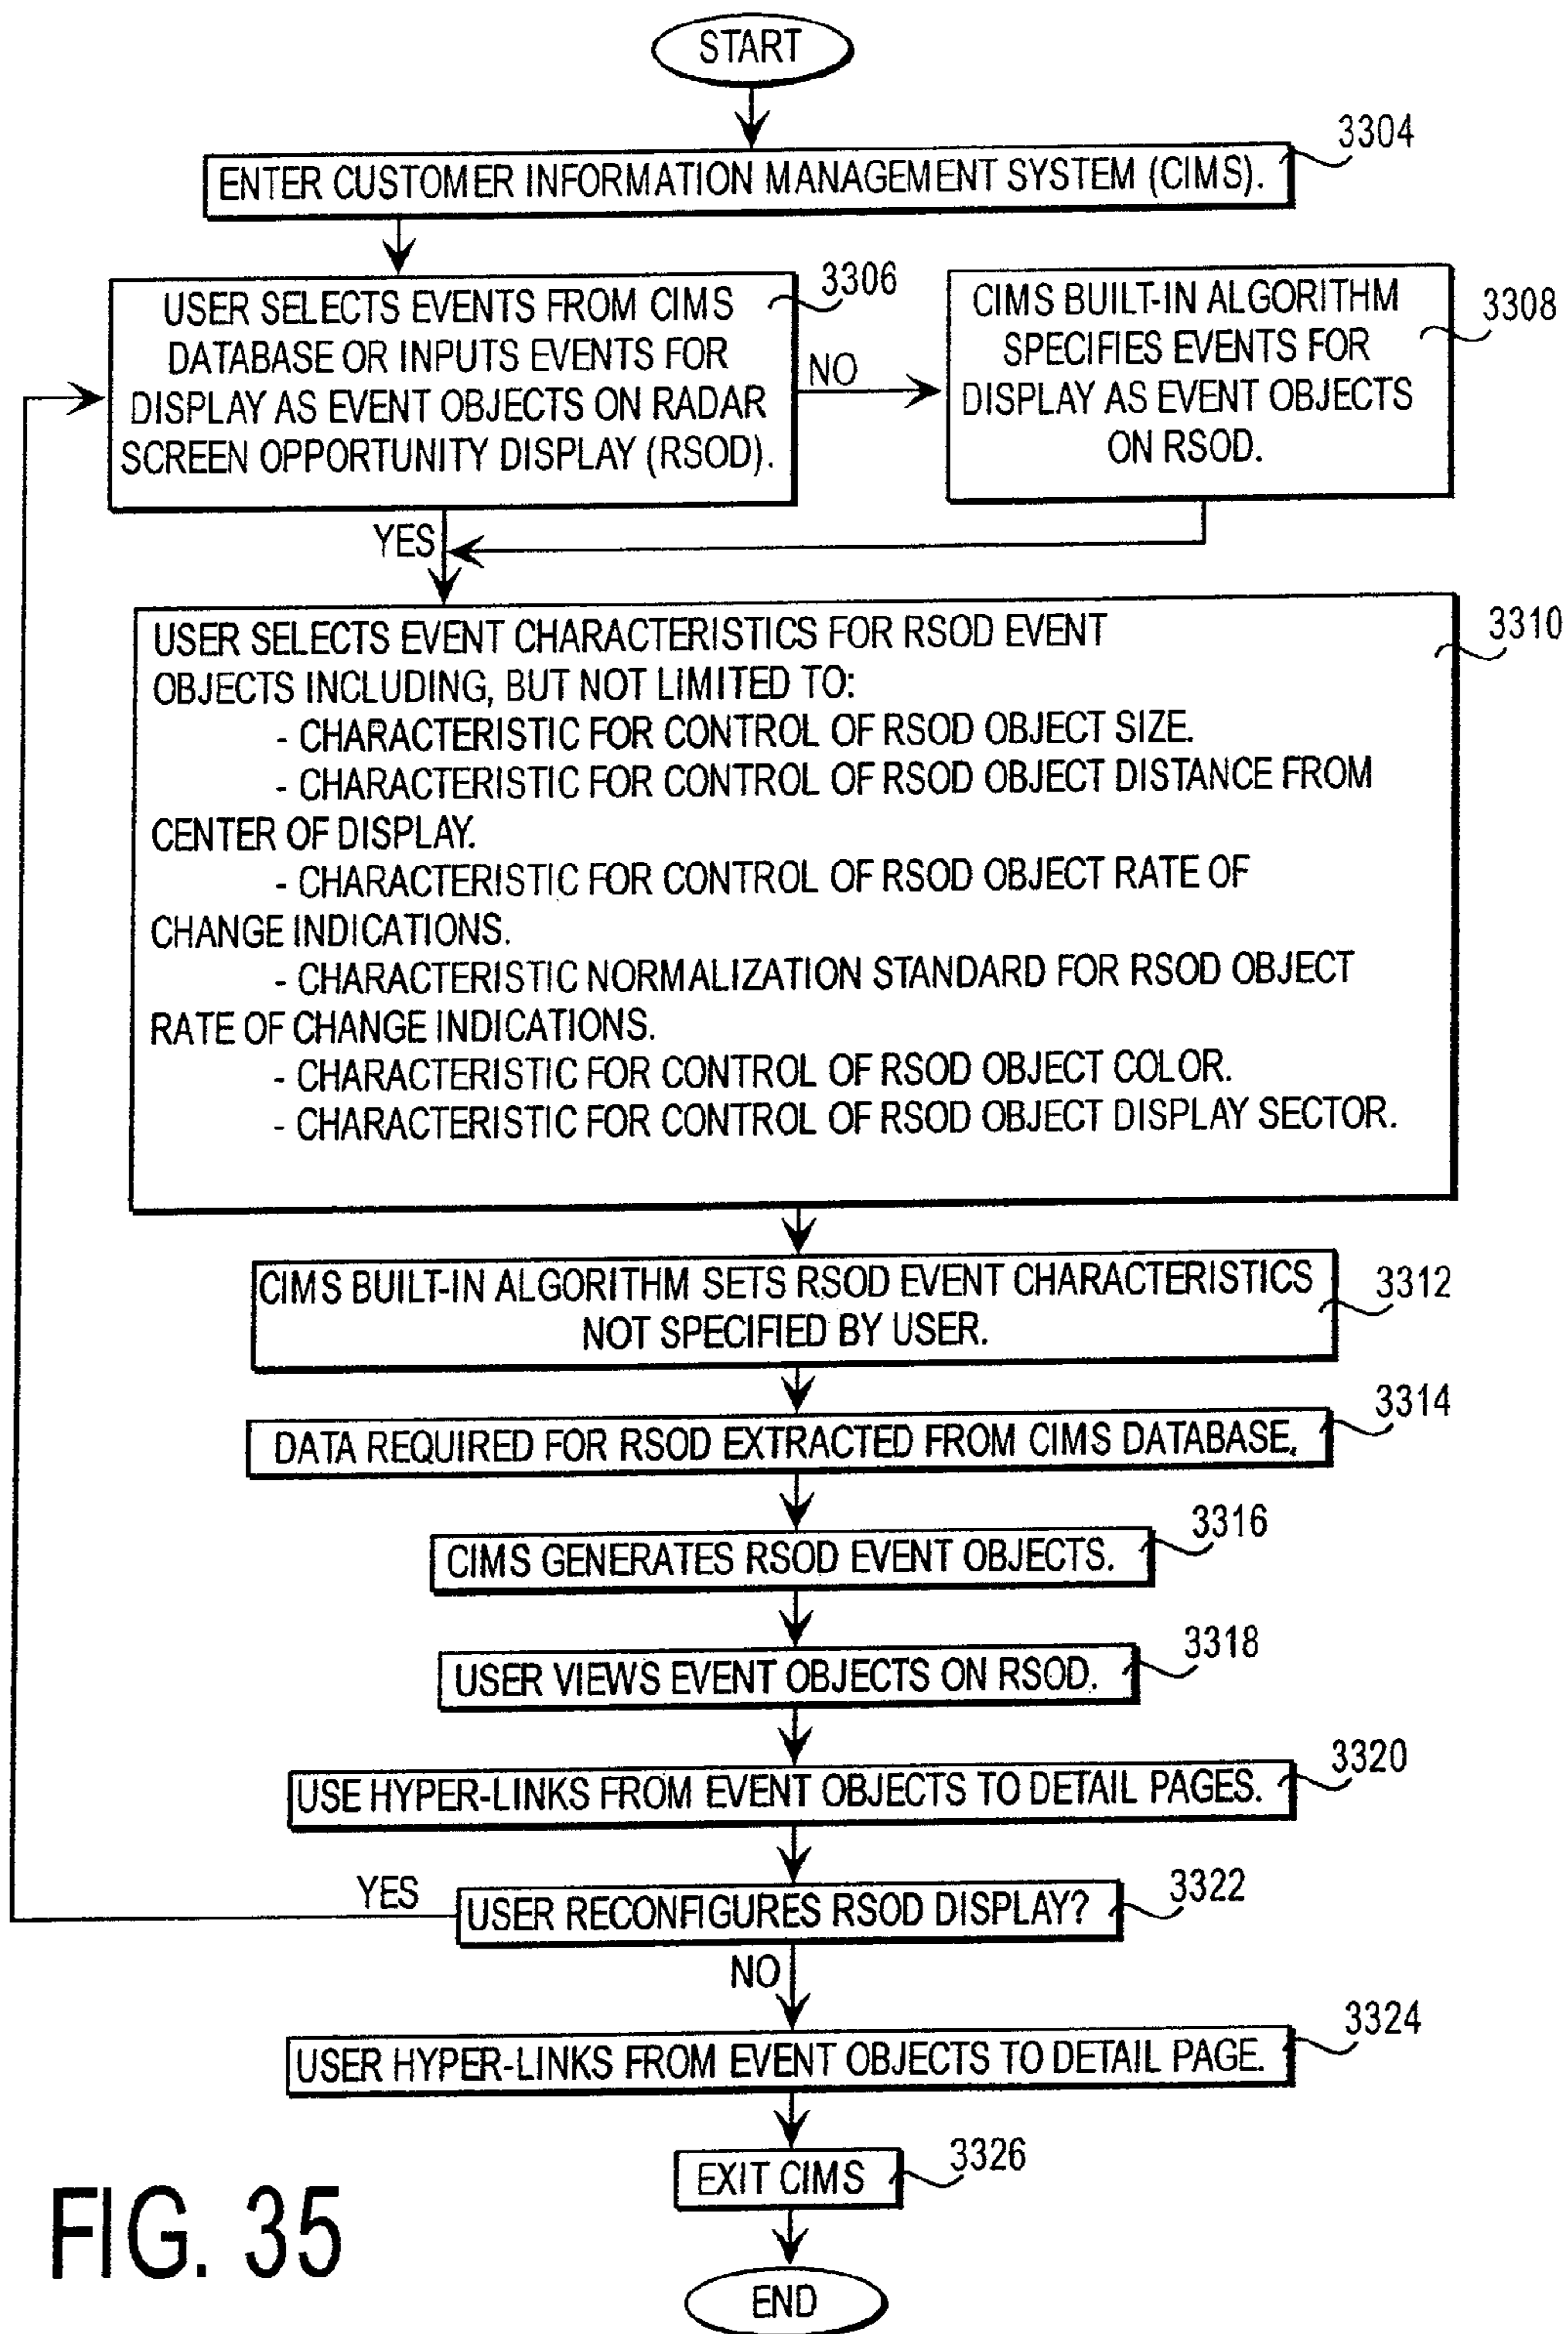 START
3304
ENTER CUSTOMER INFORMATION MANAGEMENT SYSTEM (CIMS).
3306
USER SELECTS EVENTS FROM CIMS
DATABASE OR INPUTS EVENTS FOR
DISPLAY AS EVENT OBJECTS ON RADAR
SCREEN OPPORTUNITY DISPLAY (RSOD).
NO
3308
CIMS BUILT-IN ALGORITHM
SPECIFIES EVENTS FOR
DISPLAY AS EVENT OBJECTS
ON RSOD.
YES
3310
USER SELECTS EVENT CHARACTERISTICS FOR RSOD EVENT
OBJECTS INCLUDING, BUT NOT LIMITED TO:
- CHARACTERISTIC FOR CONTROL OF RSOD OBJECT SIZE.
- CHARACTERISTIC FOR CONTROL OF RSOD OBJECT DISTANCE FROM
CENTER OF DISPLAY.
- CHARACTERISTIC FOR CONTROL OF RSOD OBJECT RATE OF
CHANGE INDICATIONS.
- CHARACTERISTIC NORMALIZATION STANDARD FOR RSOD OBJECT
RATE OF CHANGE INDICATIONS.
- CHARACTERISTIC FOR CONTROL OF RSOD OBJECT COLOR.
- CHARACTERISTIC FOR CONTROL OF RSOD OBJECT DISPLAY SECTOR.
CIMS BUILT-IN ALGORITHM SETS RSOD EVENT CHARACTERISTICS
NOT SPECIFIED BY USER.
3312
3314
DATA REQUIRED FOR RSOD EXTRACTED FROM CIMS DATABASE.
3316
CIMS GENERATES RSOD EVENT OBJECTS.
3318
USER VIEWS EVENT OBJECTS ON RSOD.
3320
USE HYPER-LINKS FROM EVENT OBJECTS TO DETAIL PAGES.
YES
3322
USER RECONFIGURES RSOD DISPLAY?
NO
3324
USER HYPER-LINKS FROM EVENT OBJECTS TO DETAIL PAGE.
3326
EXIT CIMS
END
FIG. 35